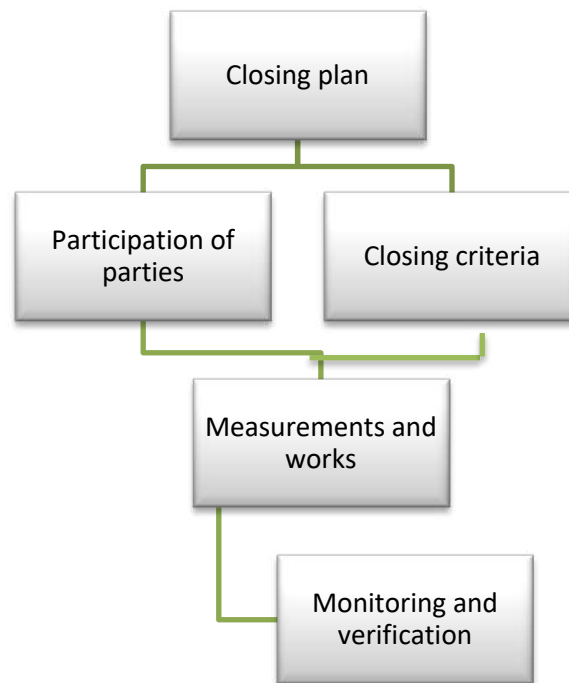 Closing plan
Participation of
parties
Closing criteria
Measurements and
works
Monitoring and
verification